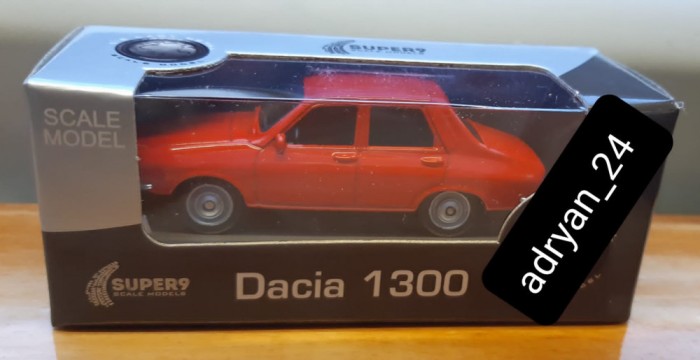 SUPER9
SCALE
MODEL
adryan_24
SUPER9
SCALE MODELS
Dacia 1300